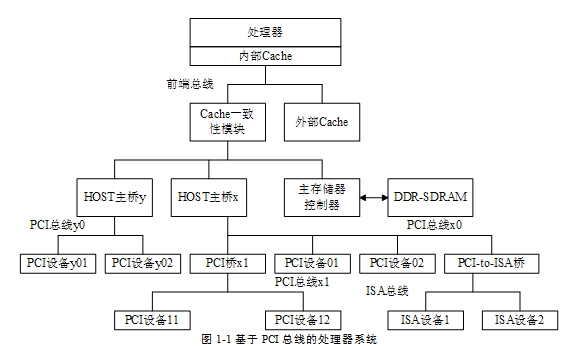 处理器
内部Cache
前端总线
Cache一致
性模块
外部Cache
HOST主桥y
HOST主桥x
主存储器
控制器
DDR-SDRAM
PCI总线y0
PCI总线x0
PCI设备y01
PCI设备y02
PCI桥x1
PCI设备01
PCI设备02
PCI-to-ISA桥
PCI总线x1
ISA总线
PCI设备11
PCI设备12
ISA设备1
ISA设备2
图 1-1 基于 PCI 总线的处理器系统